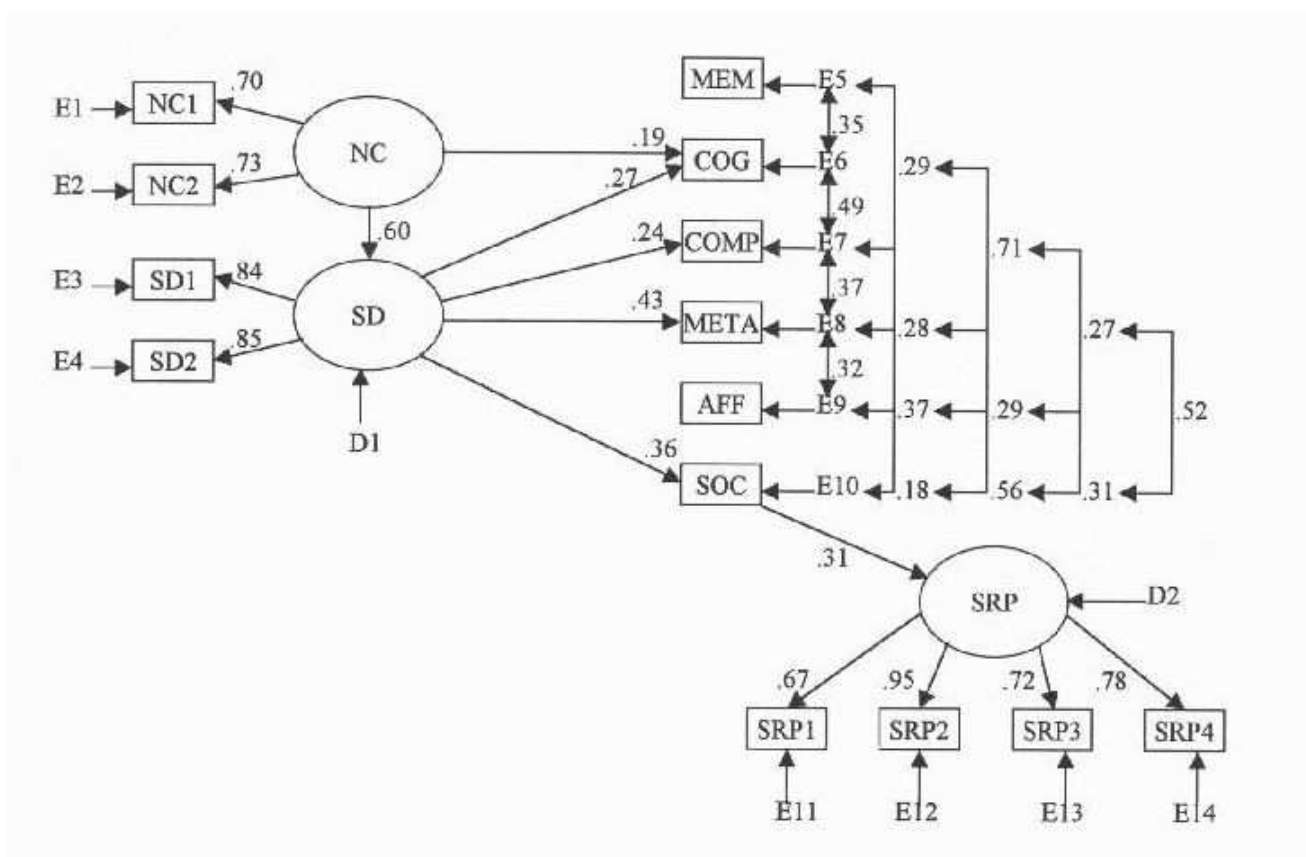 MEM E5
.70
E1 NC1 NC .35
.19
COG E6 .29
E2 NC2 .73 .27
.49
.60 .24 COMP E7 .71
E3 SD1 .84 .37
SD .43 META E8 .28 .27
E4 SD2 .85 .32
AFF E9 .37 .29 .52
D1 .36
SOC E10 .18 .56 .31
.31
SRP D2
.67 .95 .72 .78
SRP1 SRP2 SRP3 SRP4
E11 E12 E13 E14